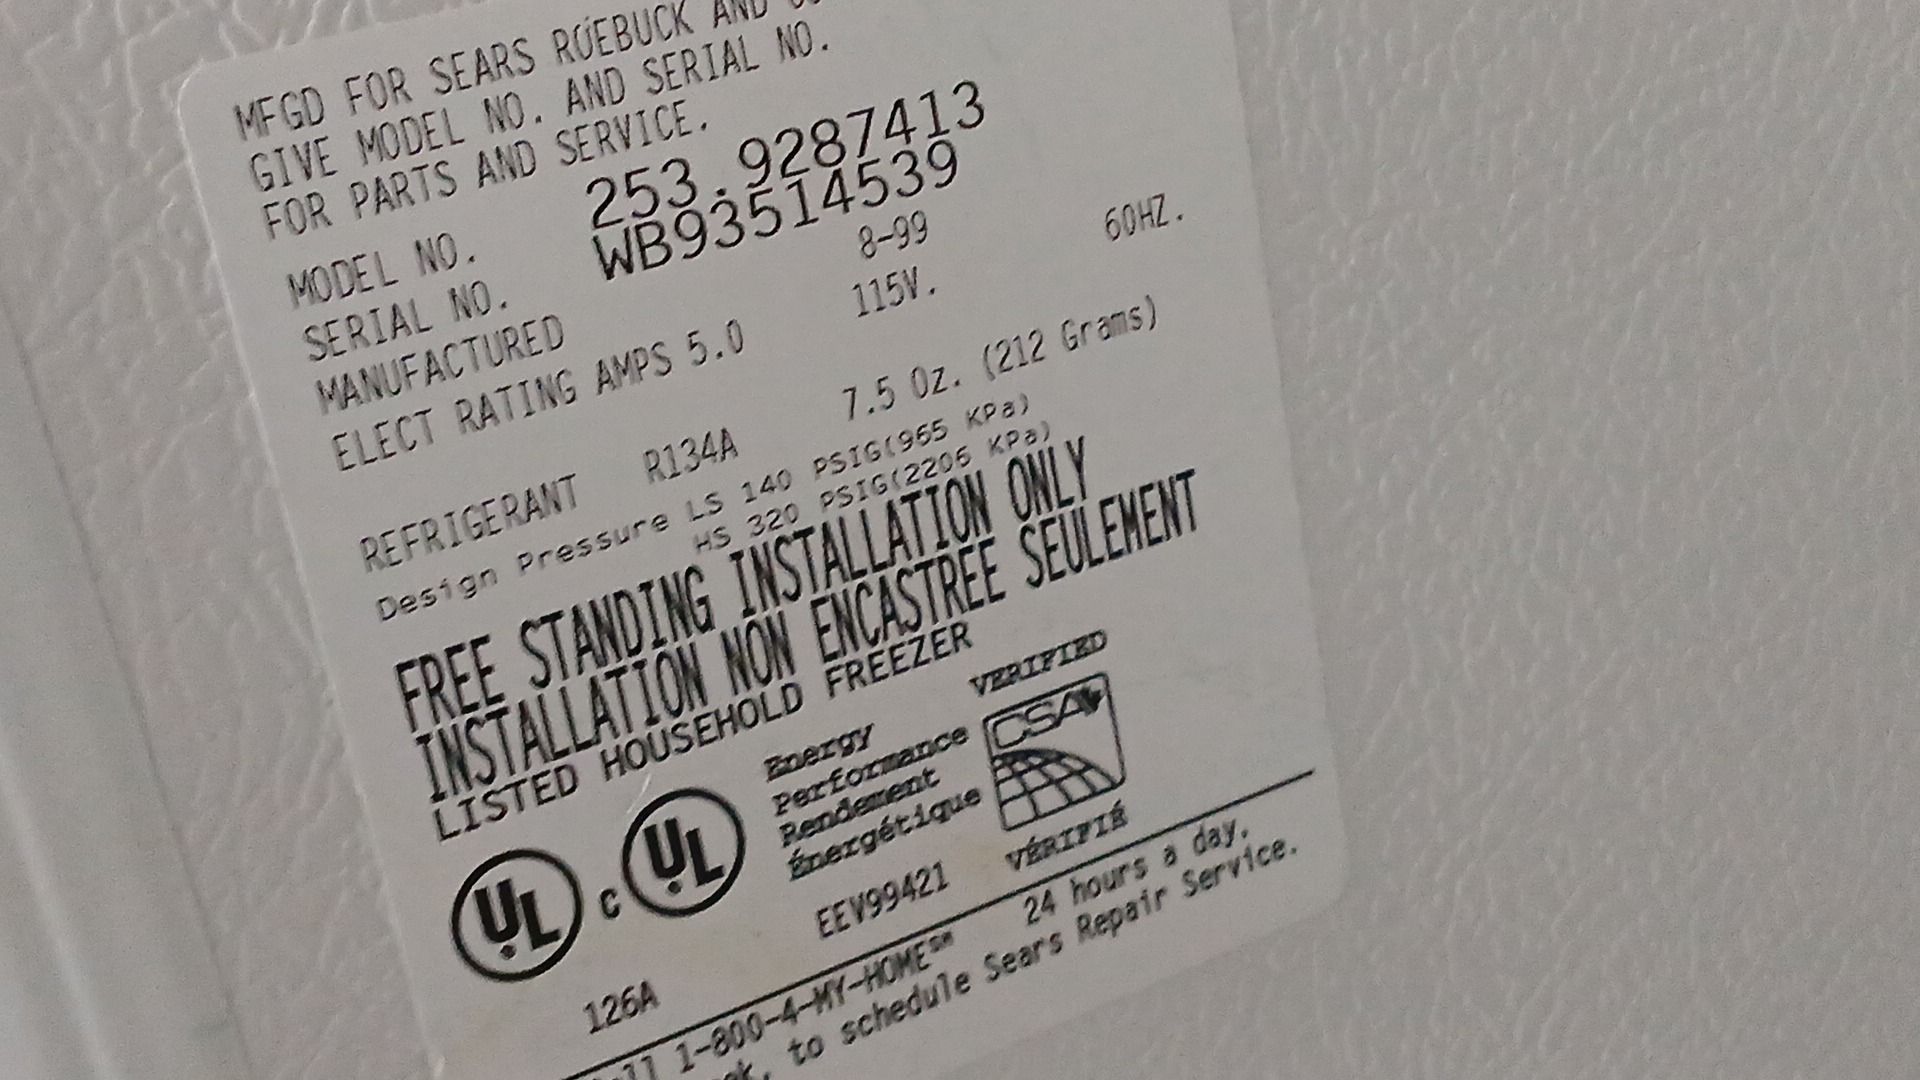 MFGD FOR SEARS ROEBUCK AND
GIVE MODEL NO. AND SERIAL NO.
FOR PARTS AND SERVICE.
MODEL NO. 253.9287413
SERIAL NO. WB93514539
MANUFACTURED 8-99
ELECT RATING AMPS 5.0 115V. 60HZ.
REFRIGERANT R134A 7.5 Oz. (212 Grams)
Design Pressure LS 140 PSIG(965 KPa)
HS 320 PSIG(2206 KPa)
FREE STANDING INSTALLATION ONLY
INSTALLATION NON ENCASTREE SEULEMENT
LISTED HOUSEHOLD FREEZER
UL C UL
Energy
Performance
Rendement
Énergétique
VERIFIED
CSA
VÉRIFIÉ
EEV99421
126A
1-800-4-MY-HOME℠ 24 hours a day,
to schedule Sears Repair Service.